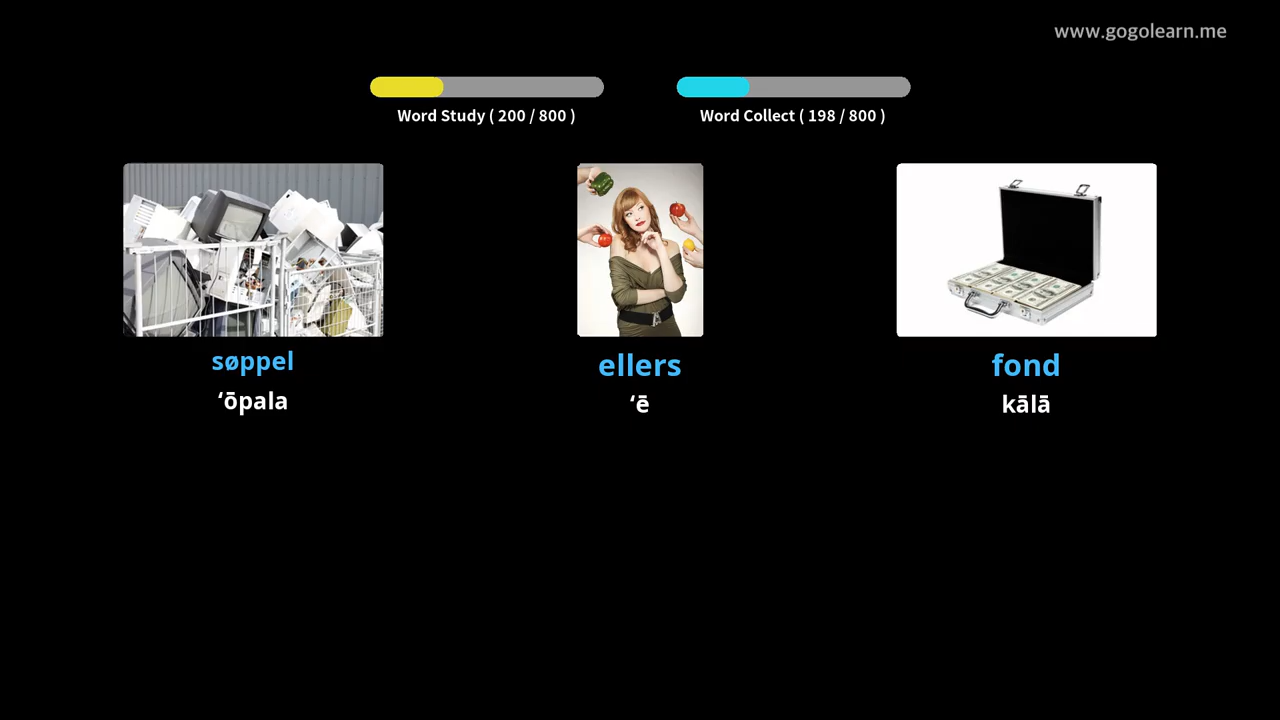 www.gogolearn.me
Word Study ( 200 / 800 )
Word Collect ( 198 / 800 )
søppel
ʻōpala
ellers
ʻē
fond
kālā